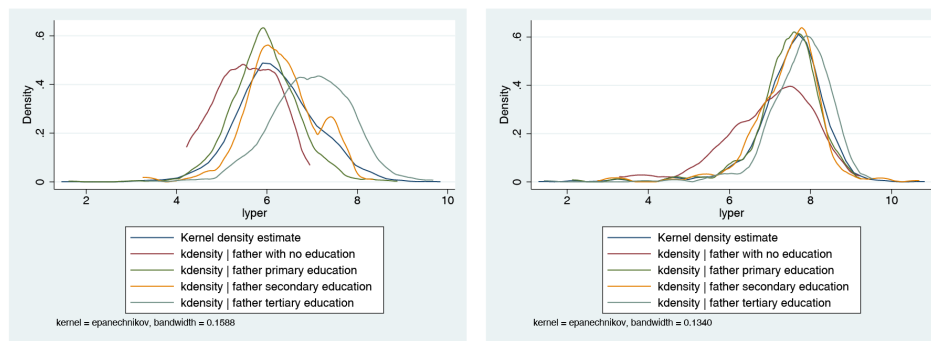 .6
.4
.2
0
Density
2 4 6 8 10
lyper
Kernel density estimate
kdensity | father with no education
kdensity | father primary education
kdensity | father secondary education
kdensity | father tertiary education
kernel = epanechnikov, bandwidth = 0.1588
.6
.4
.2
0
Density
2 4 6 8 10
lyper
Kernel density estimate
kdensity | father with no education
kdensity | father primary education
kdensity | father secondary education
kdensity | father tertiary education
kernel = epanechnikov, bandwidth = 0.1340